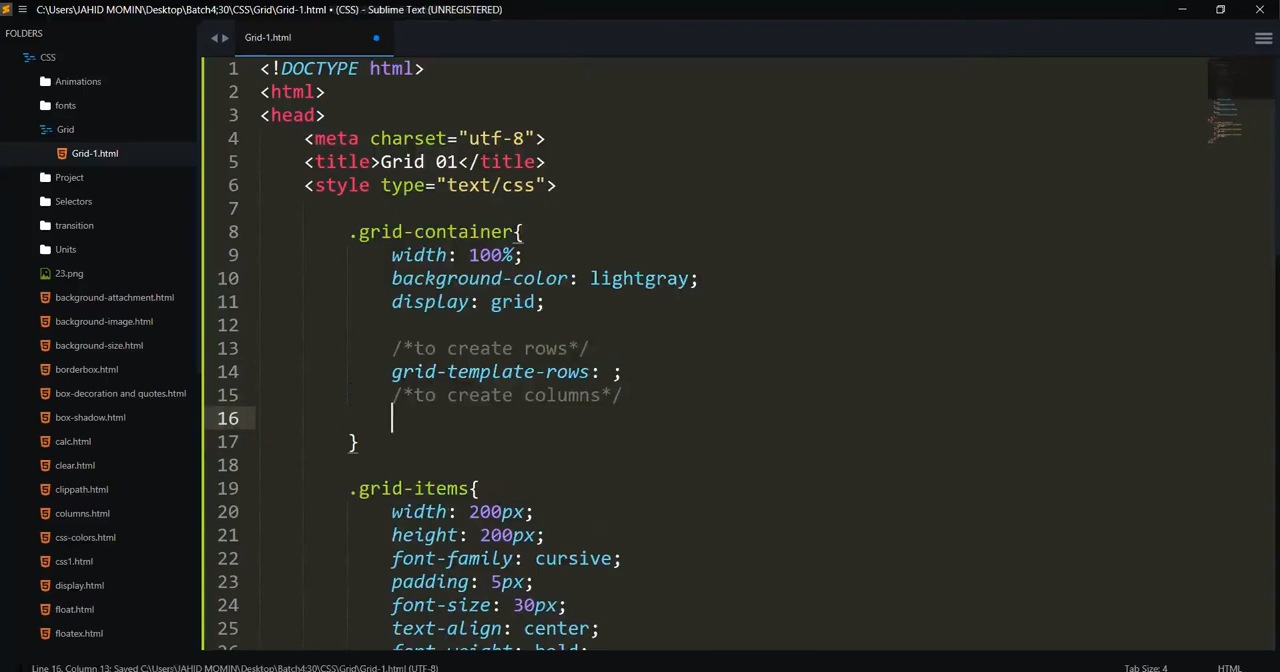 C:\Users\JAHID MOMIN\Desktop\Batch4;30\CSS\Grid\Grid-1.html • (CSS) - Sublime Text (UNREGISTERED)
FOLDERS
CSS
Animations
fonts
Grid
Grid-1.html
Project
Selectors
transition
Units
23.png
background-attachment.html
background-image.html
background-size.html
borderbox.html
box-decoration and quotes.html
box-shadow.html
calc.html
clear.html
clippath.html
columns.html
css-colors.html
css1.html
display.html
float.html
floatex.html
Grid-1.html
1 <!DOCTYPE html>
2 <html>
3 <head>
4 <meta charset="utf-8">
5 <title>Grid 01</title>
6 <style type="text/css">
7
8 .grid-container{
9 width: 100%;
10 background-color: lightgray;
11 display: grid;
12
13 /*to create rows*/
14 grid-template-rows: ;
15 /*to create columns*/
16
17 }
18
19 .grid-items{
20 width: 200px;
21 height: 200px;
22 font-family: cursive;
23 padding: 5px;
24 font-size: 30px;
25 text-align: center;
font-weight: bold;
Line 16, Column 13; Saved C:\Users\JAHID MOMIN\Desktop\Batch4;30\CSS\Grid\Grid-1.html (UTF-8)
Tab Size: 4
HTML